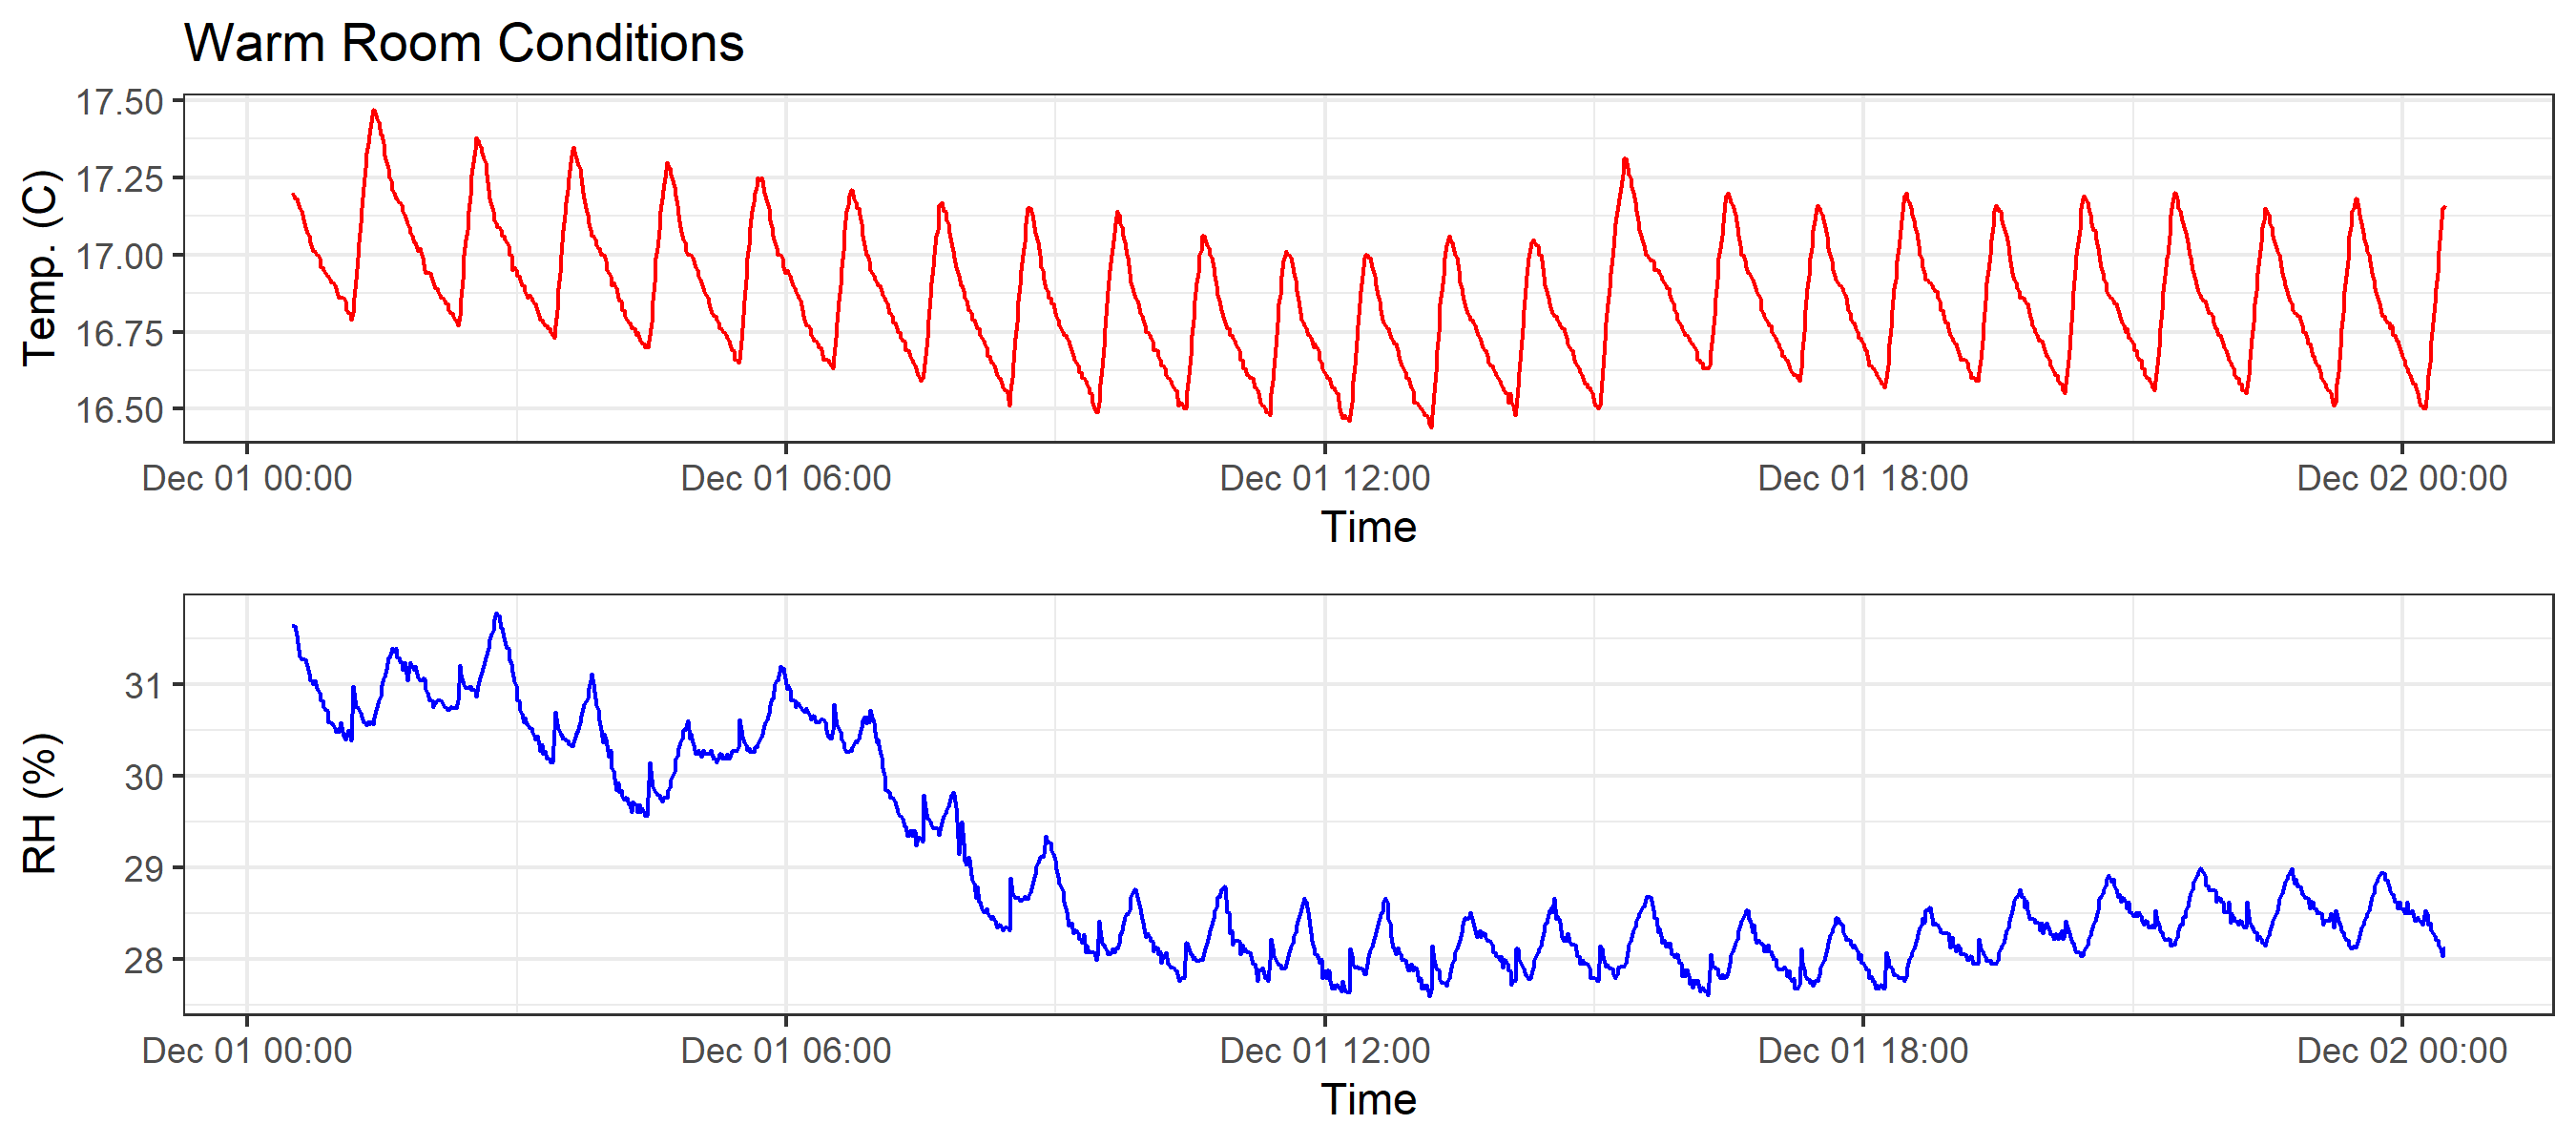 Warm Room Conditions
Temp. (C)
17.50
17.25
17.00
16.75
16.50
Dec 01 00:00 Dec 01 06:00 Dec 01 12:00 Dec 01 18:00 Dec 02 00:00
Time
RH (%)
31
30
29
28
Dec 01 00:00 Dec 01 06:00 Dec 01 12:00 Dec 01 18:00 Dec 02 00:00
Time